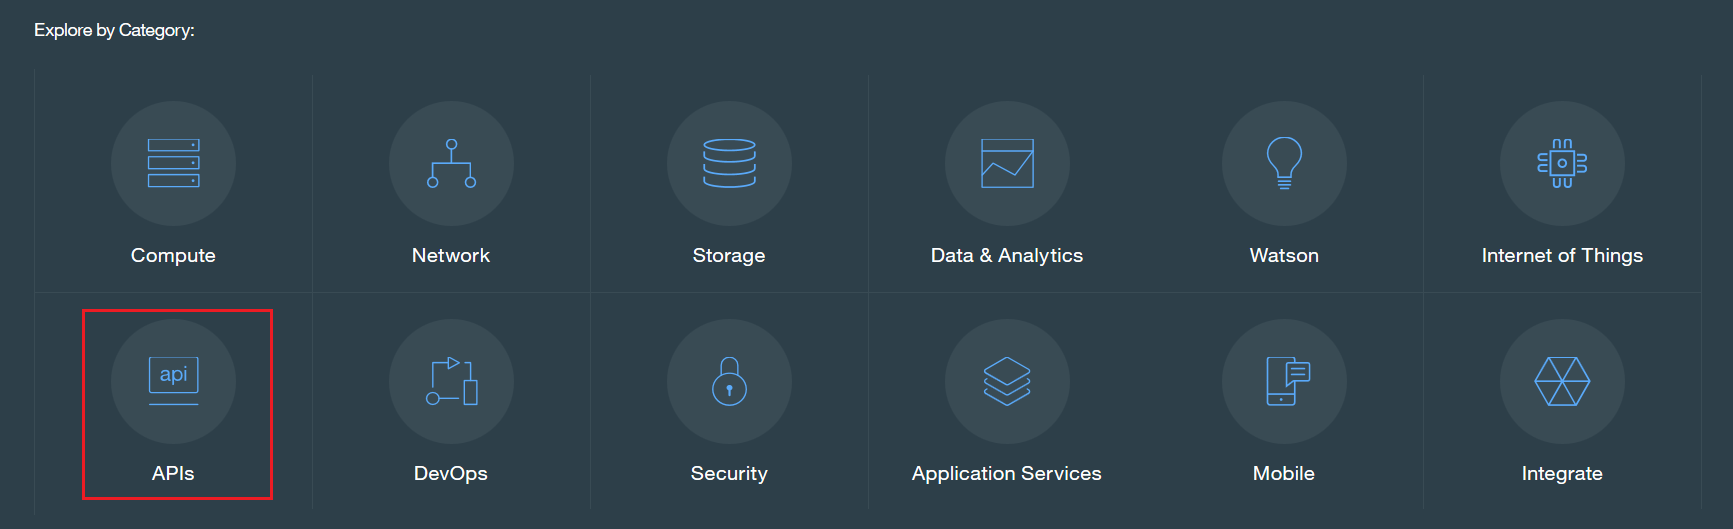 Explore by Category:
Compute
Network
Storage
Data & Analytics
Watson
Internet of Things
api
APIs
DevOps
Security
Application Services
Mobile
Integrate